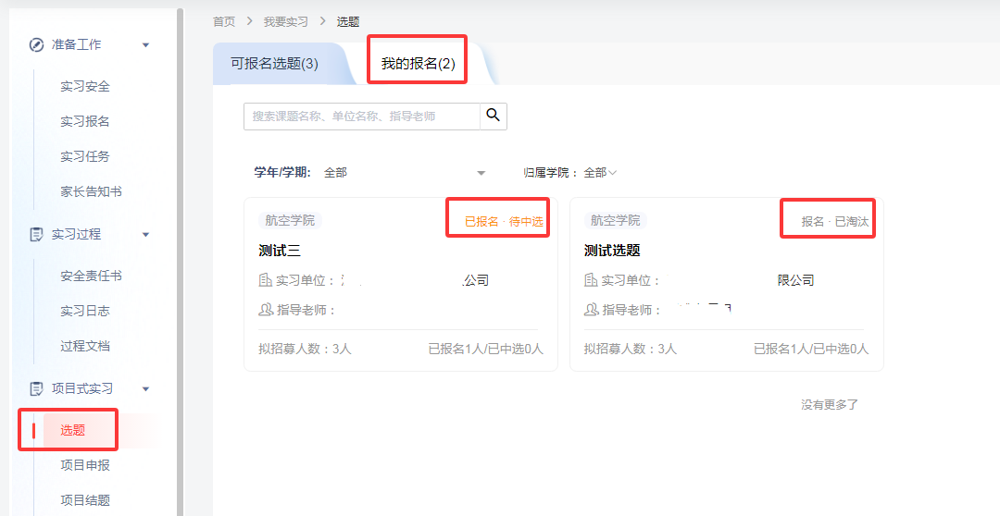 首页 > 我要实习 > 选题
准备工作
实习安全
实习报名
实习任务
家长告知书
实习过程
安全责任书
实习日志
过程文档
项目式实习
选题
项目申报
项目结题
可报名选题(3)
我的报名(2)
搜索课题名称、单位名称、指导老师
学年/学期: 全部
归属学院： 全部
航空学院
已报名 · 待中选
测试三
实习单位： 公司
指导老师：
拟招募人数：3人
已报名1人/已中选0人
航空学院
报名 · 已淘汰
测试选题
实习单位： 限公司
指导老师：
拟招募人数：3人
已报名1人/已中选0人
没有更多了